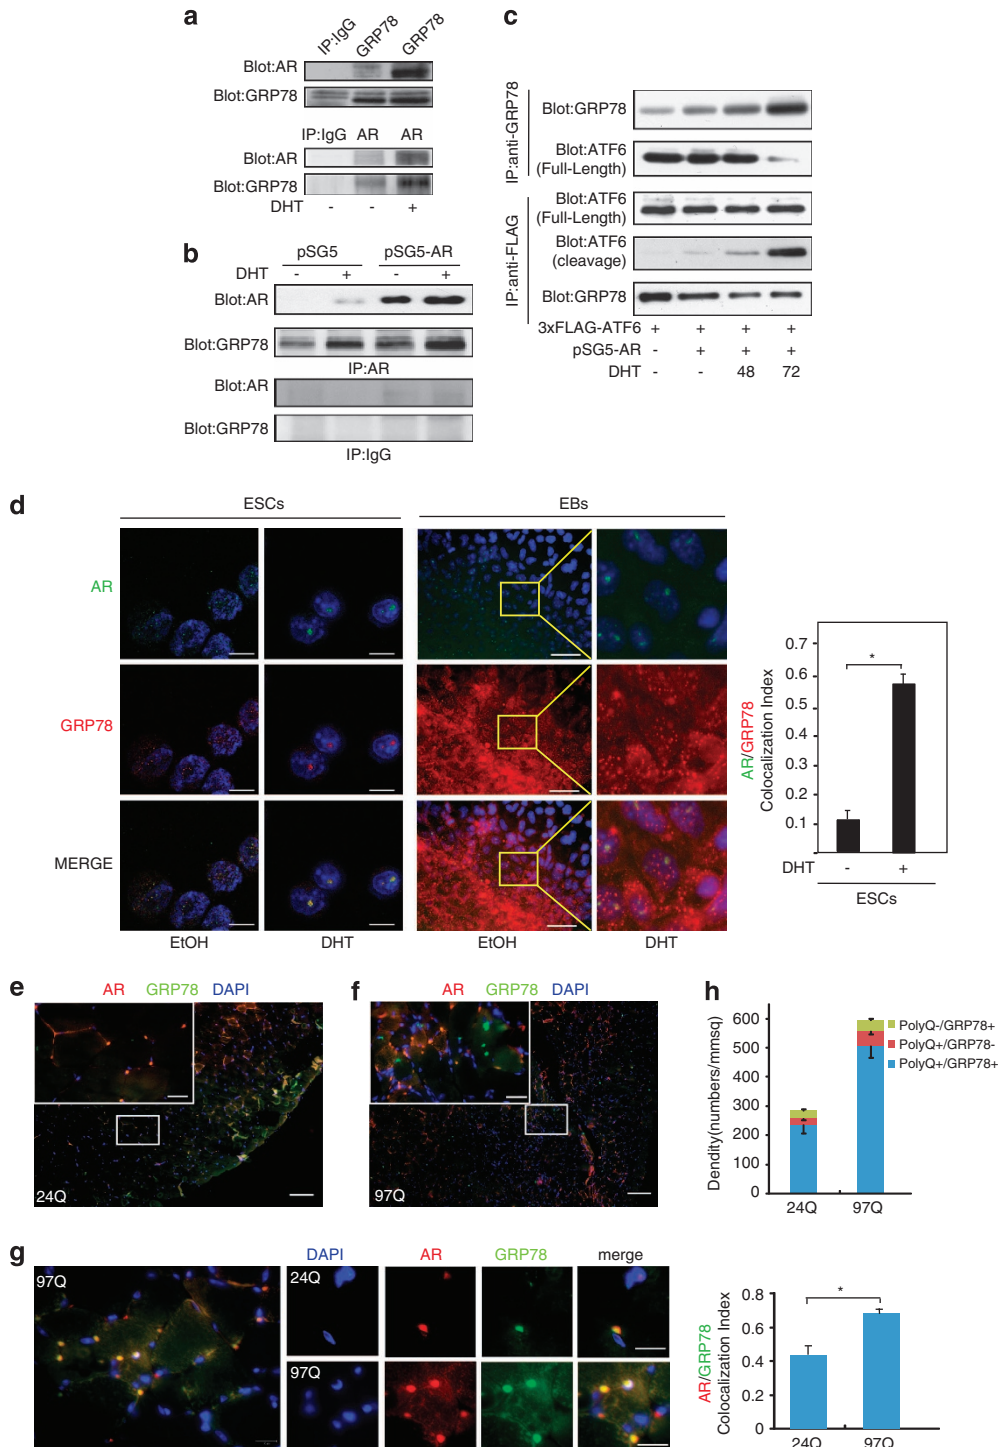 a
IP:IgG GRP78 GRP78
Blot:AR
Blot:GRP78
IP:IgG AR AR
Blot:AR
Blot:GRP78
DHT - - +
b
pSG5 pSG5-AR
DHT - + - +
Blot:AR
Blot:GRP78
IP:AR
Blot:AR
Blot:GRP78
IP:IgG
c
IP:anti-GRP78
Blot:GRP78
Blot:ATF6
(Full-Length)
IP:anti-FLAG
Blot:ATF6
(Full-Length)
Blot:ATF6
(cleavage)
Blot:GRP78
3xFLAG-ATF6 + + + +
pSG5-AR - + + +
DHT - - 48 72
d
ESCs EBs
AR
GRP78
MERGE
EtOH DHT EtOH DHT
AR/GRP78
Colocalization Index
0.7
0.6
0.5
0.4
0.3
0.2
0.1
*
DHT - +
ESCs
e
AR GRP78 DAPI
24Q
f
AR GRP78 DAPI
97Q
h
Dendity(numbers/mmsq)
600
500
400
300
200
100
0
PolyQ-/GRP78+
PolyQ+/GRP78-
PolyQ+/GRP78+
24Q 97Q
g
97Q
DAPI AR GRP78 merge
24Q
97Q
AR/GRP78
Colocalization Index
0.8
0.6
0.4
0.2
0
*
24Q 97Q